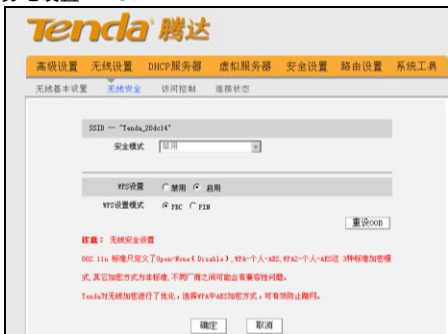 Tenda 腾达
高级设置 无线设置 DHCP服务器 虚拟服务器 安全设置 路由设置 系统工具
无线基本设置 无线安全 访问控制 连接状态
SSID -- "Tenda_20dc14"
安全模式 禁用
WPS设置 禁用 启用
WPS设置模式 PBC PIN
重设OOB
注意: 无线安全设置
802.11n 标准只定义了Open-None(Disable),WPA-个人-AES,WPA2-个人-AES这 3种标准加密模
式,其它加密方式为非标准,不同厂商之间可能会有兼容性问题。
Tenda对无线加密进行了优化,选择WPA中AES加密方式,可有效防止蹭网。
确定 取消